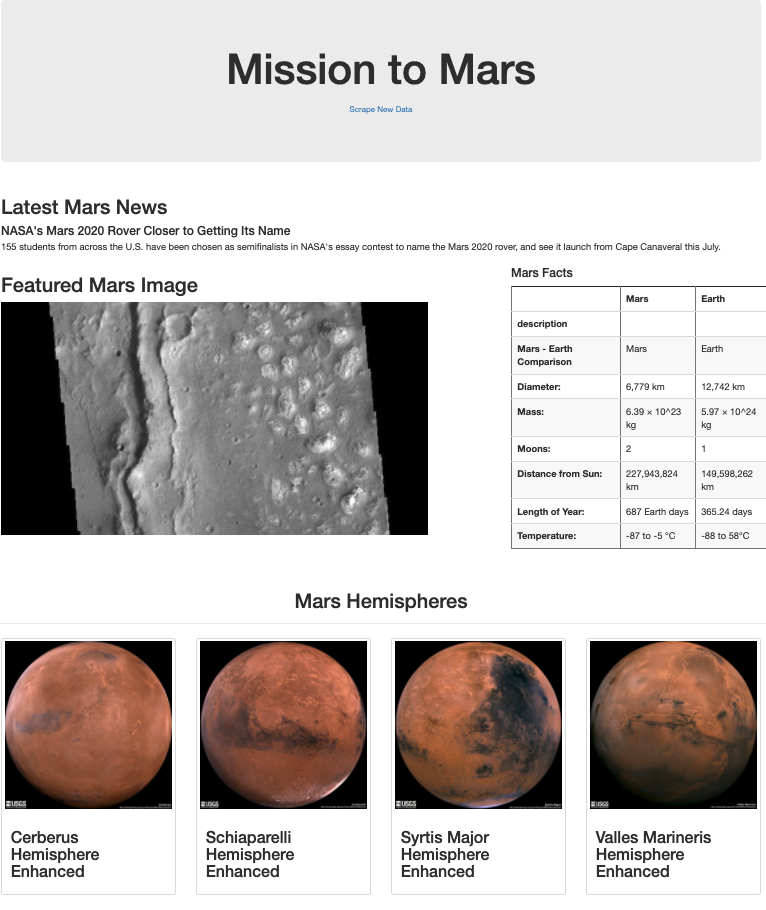 Mission to Mars
Scrape New Data
Latest Mars News
NASA's Mars 2020 Rover Closer to Getting Its Name
155 students from across the U.S. have been chosen as semifinalists in NASA's essay contest to name the Mars 2020 rover, and see it launch from Cape Canaveral this July.
Featured Mars Image
Mars Facts
Mars Earth
description
Mars - Earth Comparison Mars Earth
Diameter: 6,779 km 12,742 km
Mass: 6.39 × 10^23 kg 5.97 × 10^24 kg
Moons: 2 1
Distance from Sun: 227,943,824 km 149,598,262 km
Length of Year: 687 Earth days 365.24 days
Temperature: -87 to -5 °C -88 to 58°C
Mars Hemispheres
USGS
USGS
USGS
USGS
Cerberus
Hemisphere
Enhanced
Schiaparelli
Hemisphere
Enhanced
Syrtis Major
Hemisphere
Enhanced
Valles Marineris
Hemisphere
Enhanced